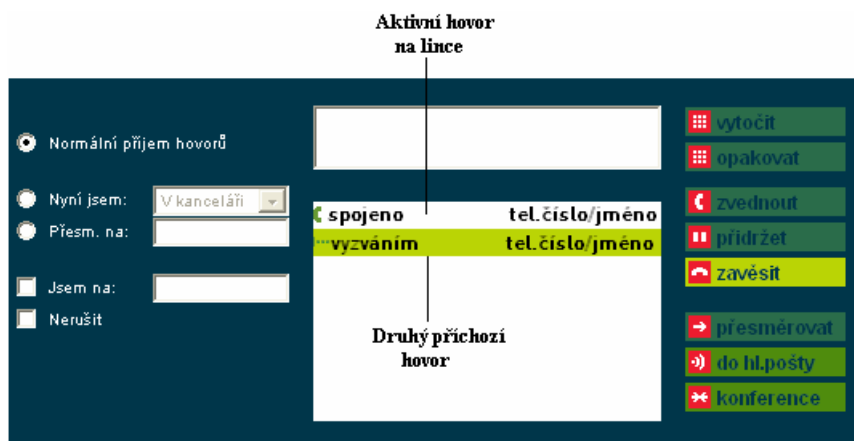 Aktivní hovor
na lince
Normální příjem hovorů
Nyní jsem: V kanceláři
Přesm. na:
Jsem na:
Nerušit
spojeno tel.číslo/jméno
vyzváním tel.číslo/jméno
Druhý příchozí
hovor
vytočit
opakovat
zvednout
přidržet
zavěsit
přesměrovat
do hl.pošty
konference